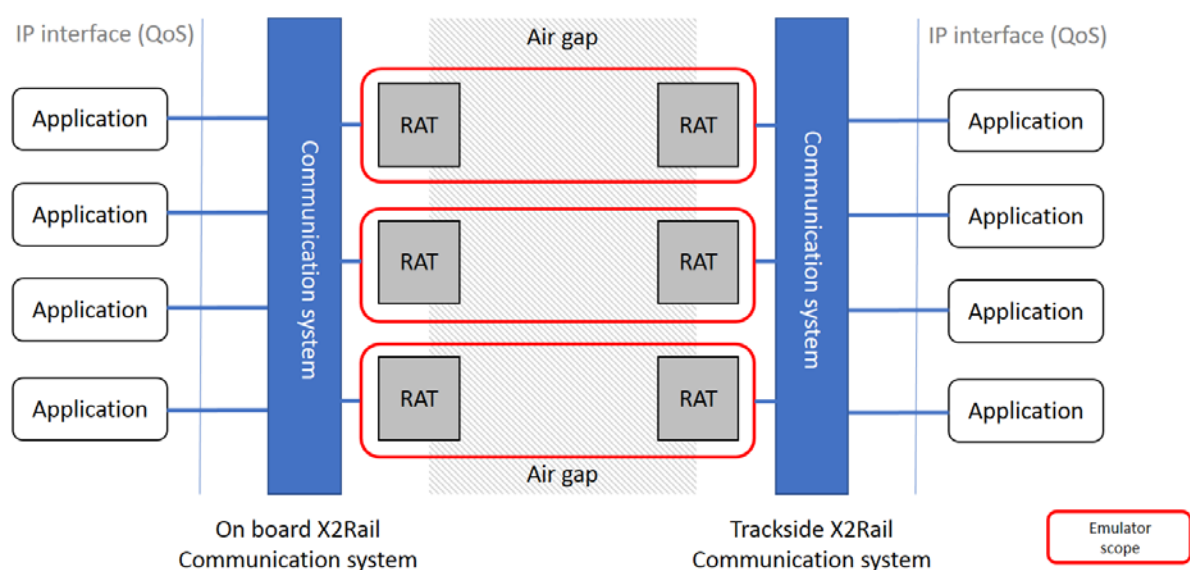 IP interface (QoS)
Air gap
IP interface (QoS)
Application
Application
Application
Application
Communication system
RAT
RAT
RAT
RAT
RAT
RAT
Communication system
Application
Application
Application
Application
Air gap
On board X2Rail
Communication system
Trackside X2Rail
Communication system
Emulator
scope